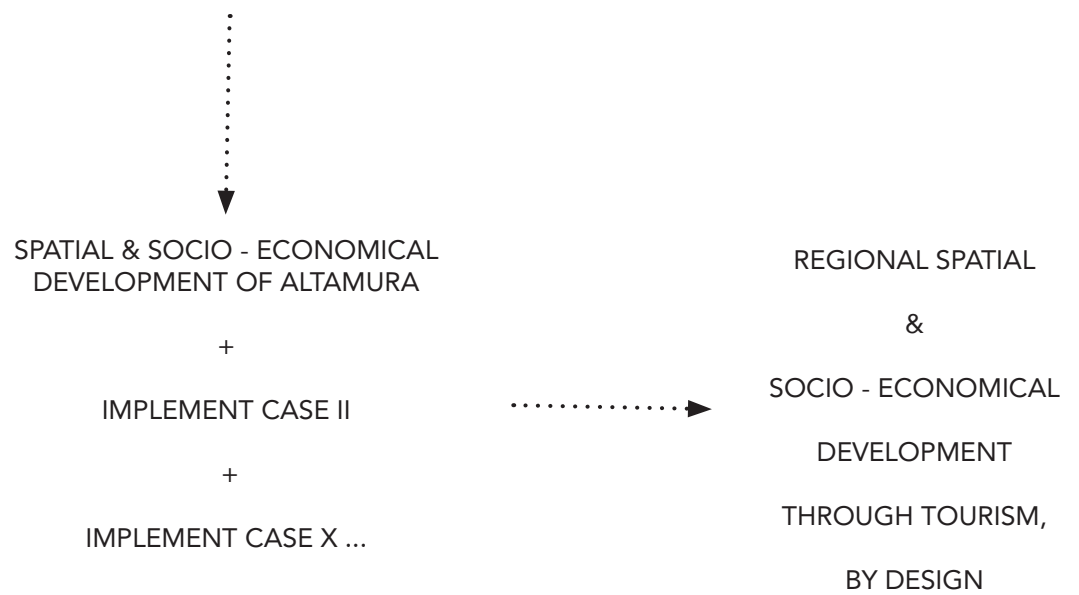 SPATIAL & SOCIO - ECONOMICAL
DEVELOPMENT OF ALTAMURA
+
IMPLEMENT CASE II
+
IMPLEMENT CASE X ...
REGIONAL SPATIAL
&
SOCIO - ECONOMICAL
DEVELOPMENT
THROUGH TOURISM,
BY DESIGN